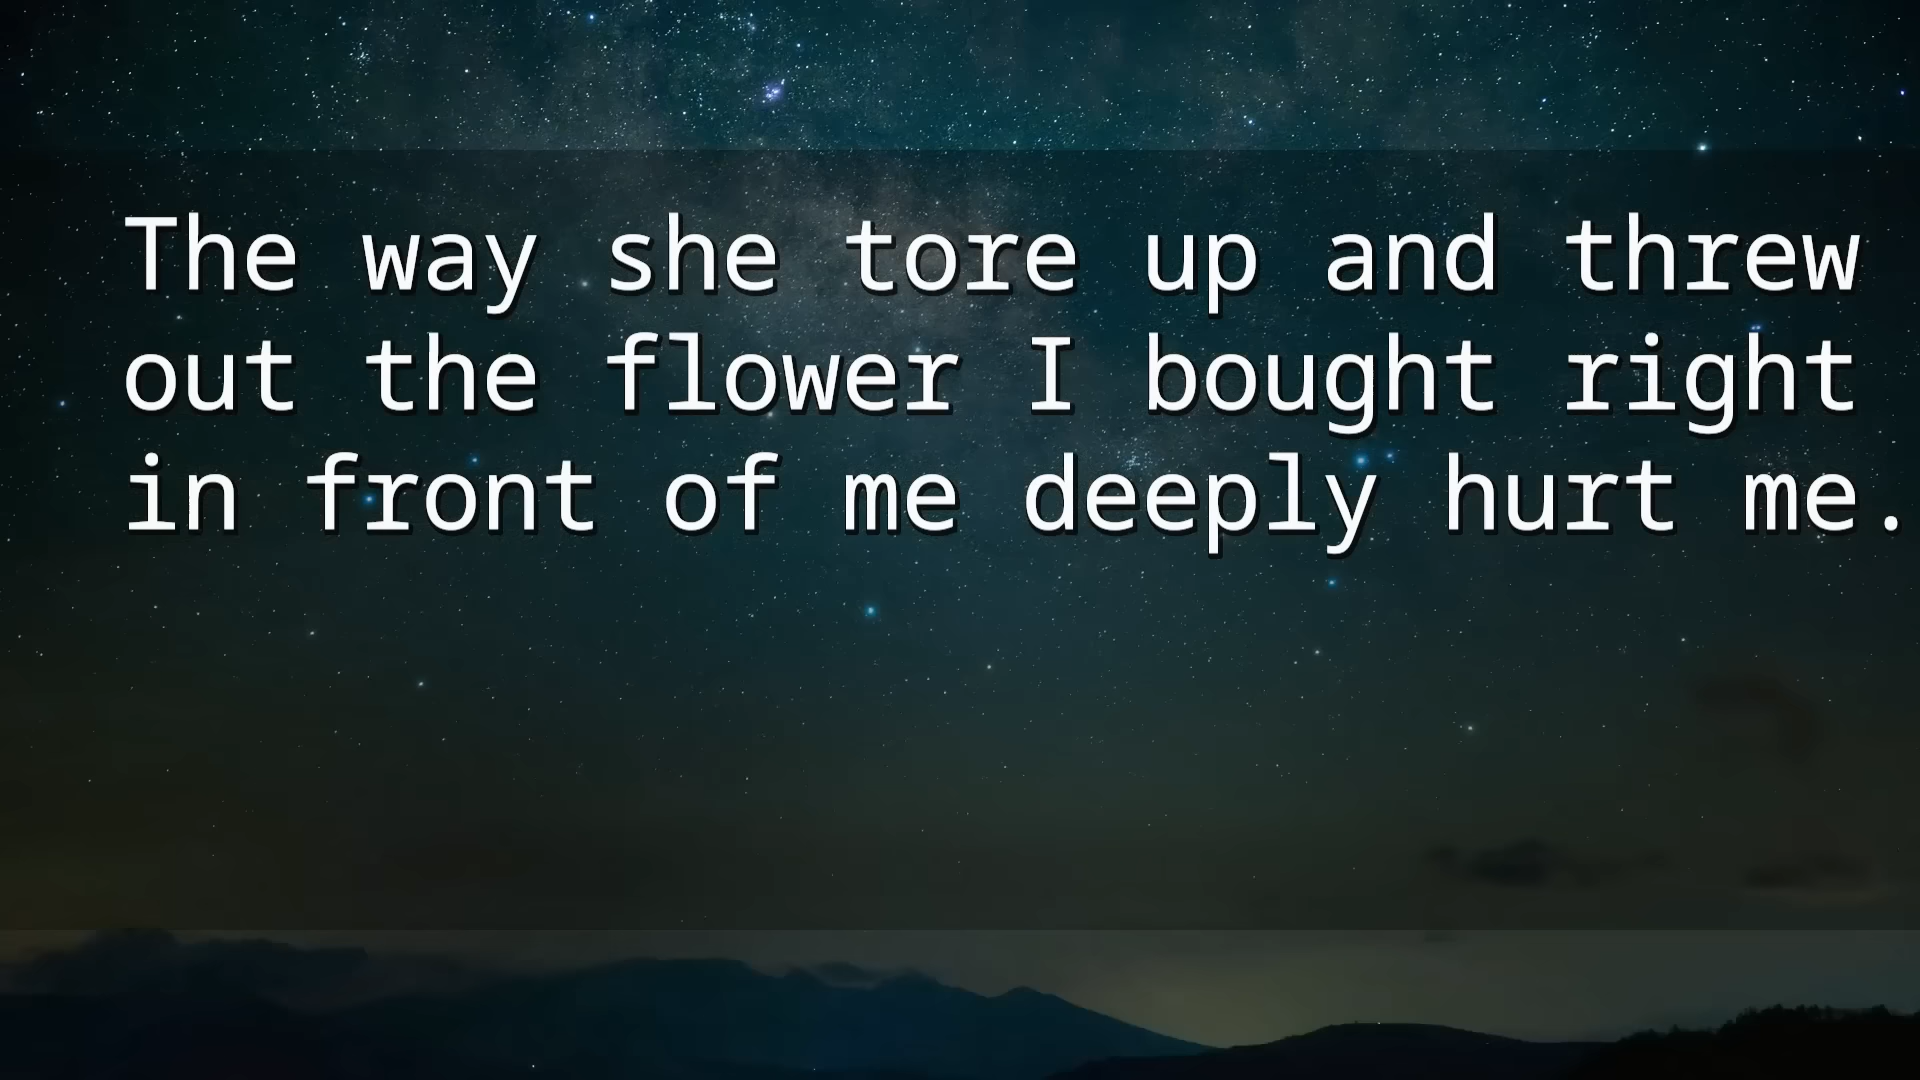 The way she tore up and threw
out the flower I bought right
in front of me deeply hurt me.